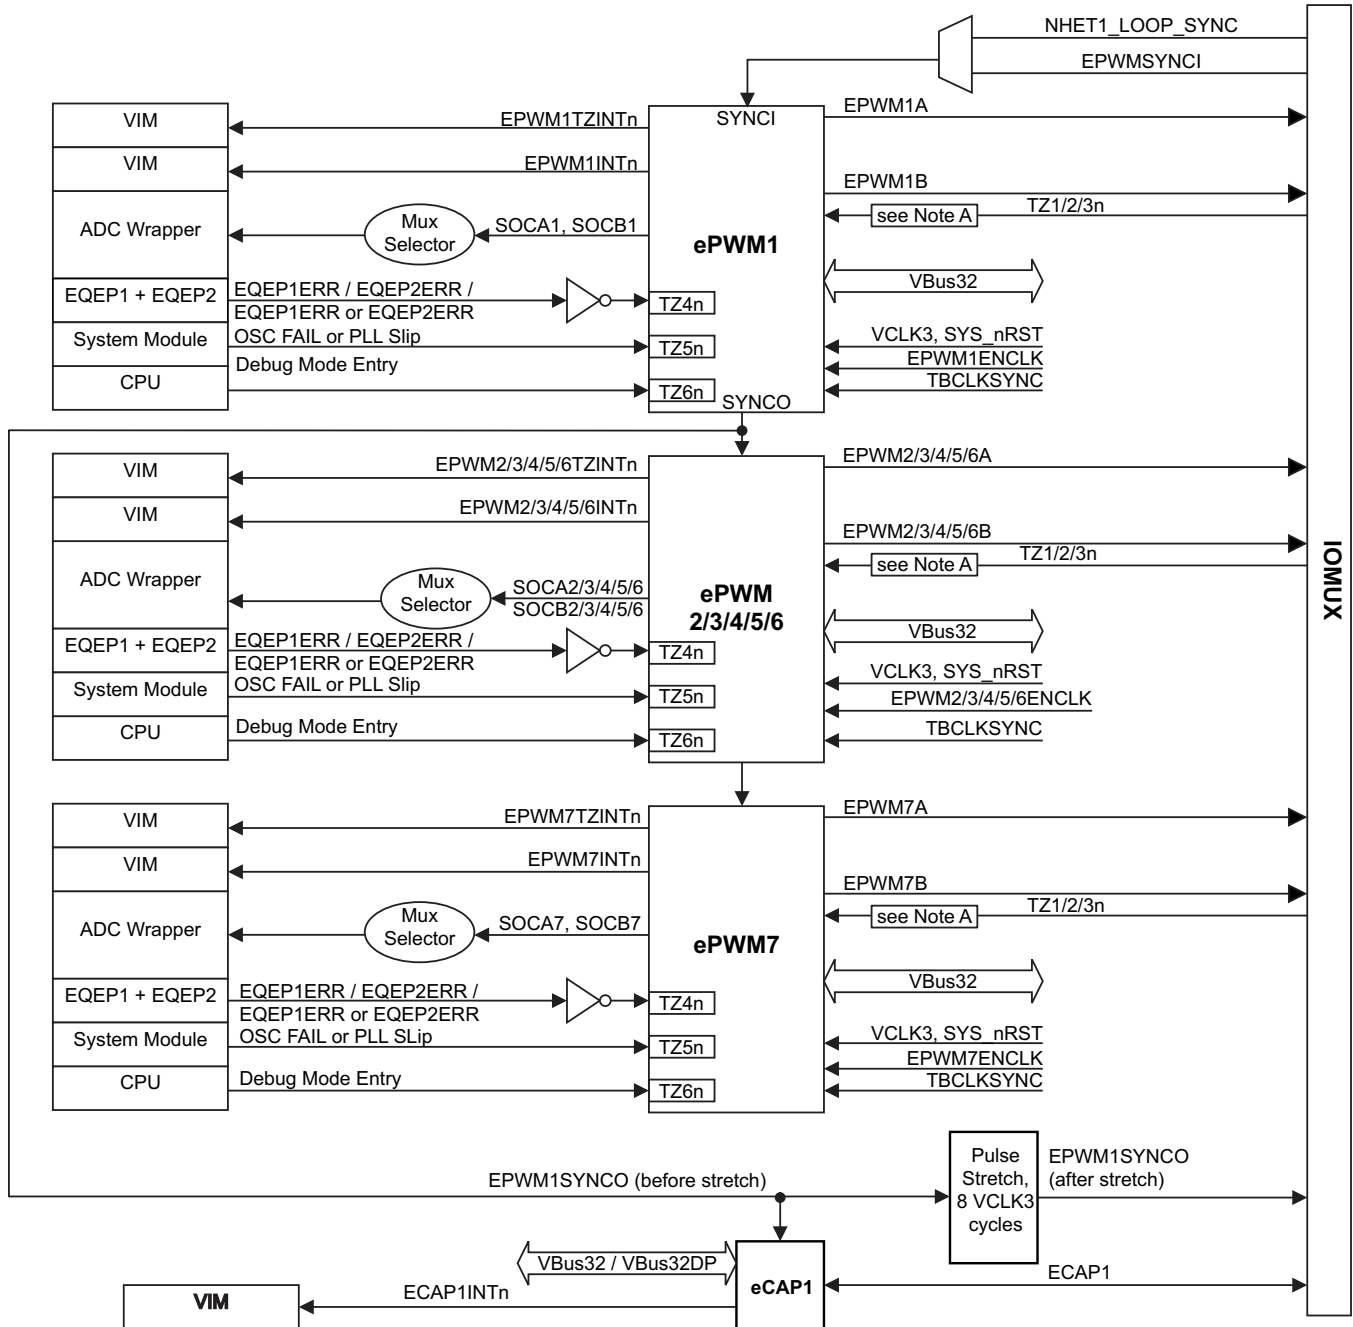 NHET1_LOOP_SYNC
EPWMSYNCI
VIM
EPWM1TZINTn
SYNCI
EPWM1A
VIM
EPWM1INTn
EPWM1B
ADC Wrapper
Mux
Selector
SOCA1, SOCB1
ePWM1
see Note A
TZ1/2/3n
VBus32
EQEP1 + EQEP2
EQEP1ERR / EQEP2ERR /
EQEP1ERR or EQEP2ERR
TZ4n
System Module
OSC FAIL or PLL Slip
TZ5n
VCLK3, SYS_nRST
EPWM1ENCLK
CPU
Debug Mode Entry
TZ6n
TBCLKSYNC
SYNCO
VIM
EPWM2/3/4/5/6TZINTn
EPWM2/3/4/5/6A
VIM
EPWM2/3/4/5/6INTn
EPWM2/3/4/5/6B
see Note A
TZ1/2/3n
IOMUX
ADC Wrapper
Mux
Selector
SOCA2/3/4/5/6
SOCB2/3/4/5/6
ePWM
2/3/4/5/6
VBus32
EQEP1 + EQEP2
EQEP1ERR / EQEP2ERR /
EQEP1ERR or EQEP2ERR
TZ4n
System Module
OSC FAIL or PLL Slip
TZ5n
VCLK3, SYS_nRST
EPWM2/3/4/5/6ENCLK
CPU
Debug Mode Entry
TZ6n
TBCLKSYNC
VIM
EPWM7TZINTn
EPWM7A
VIM
EPWM7INTn
EPWM7B
see Note A
TZ1/2/3n
ADC Wrapper
Mux
Selector
SOCA7, SOCB7
ePWM7
VBus32
EQEP1 + EQEP2
EQEP1ERR / EQEP2ERR /
EQEP1ERR or EQEP2ERR
TZ4n
System Module
OSC FAIL or PLL SLip
TZ5n
VCLK3, SYS_nRST
EPWM7ENCLK
CPU
Debug Mode Entry
TZ6n
TBCLKSYNC
EPWM1SYNCO (before stretch)
Pulse
Stretch,
8 VCLK3
cycles
EPWM1SYNCO
(after stretch)
VBus32 / VBus32DP
eCAP1
ECAP1
VIM
ECAP1INTn